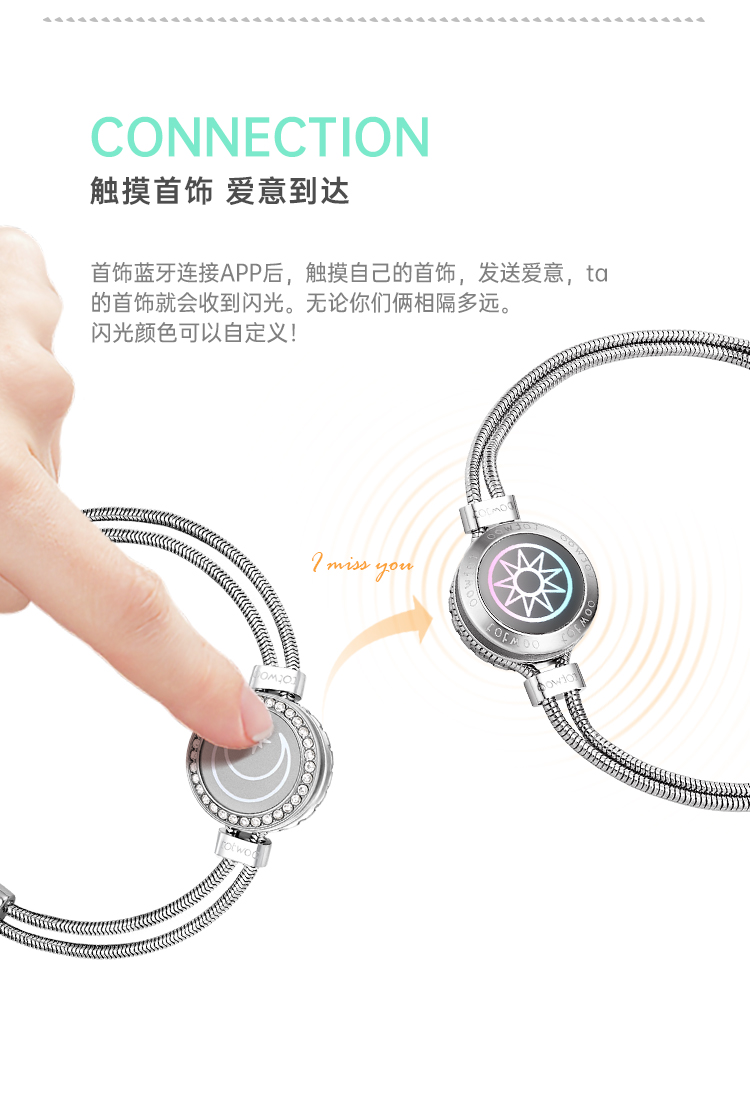 CONNECTION
触摸首饰 爱意到达
首饰蓝牙连接APP后，触摸自己的首饰，发送爱意，ta
的首饰就会收到闪光。无论你们俩相隔多远。
闪光颜色可以自定义！
I miss you
totwoo
totwoo